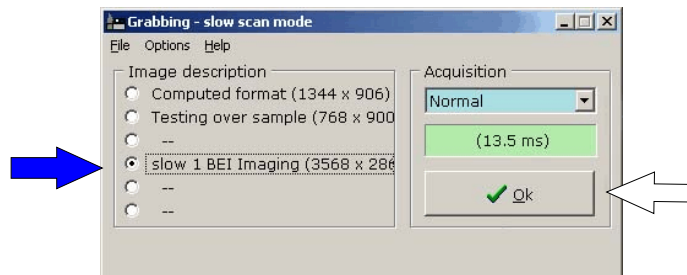 Grabbing - slow scan mode
File Options Help
Image description
Computed format (1344 x 906)
Testing over sample (768 x 900
--
slow 1 BEI Imaging (3568 x 286
--
--
Acquisition
Normal
(13.5 ms)
Ok